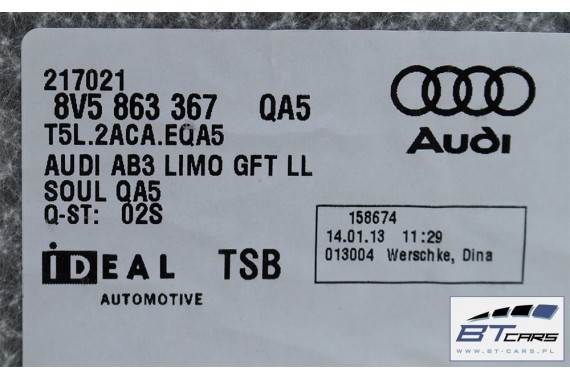 217021
8V5 863 367 QA5
T5L.2ACA.EQA5
AUDI AB3 LIMO GFT LL
SOUL QA5
Q-ST: 02S
iDEAL TSB
AUTOMOTIVE
Audi
158674
14.01.13 11:29
013004 Werschke, Dina
BTCARS
WWW.BT-CARS.PL